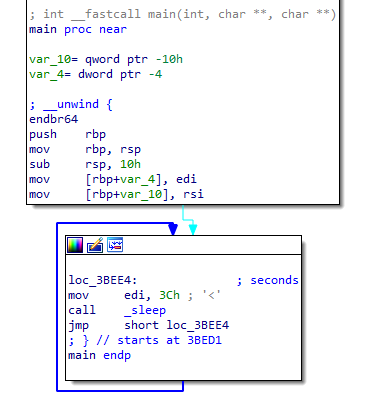 ; int __fastcall main(int, char **, char **)
main proc near
var_10= qword ptr -10h
var_4= dword ptr -4
; __unwind {
endbr64
push rbp
mov rbp, rsp
sub rsp, 10h
mov [rbp+var_4], edi
mov [rbp+var_10], rsi
loc_3BEE4: ; seconds
mov edi, 3Ch ; '<'
call _sleep
jmp short loc_3BEE4
; } // starts at 3BED1
main endp